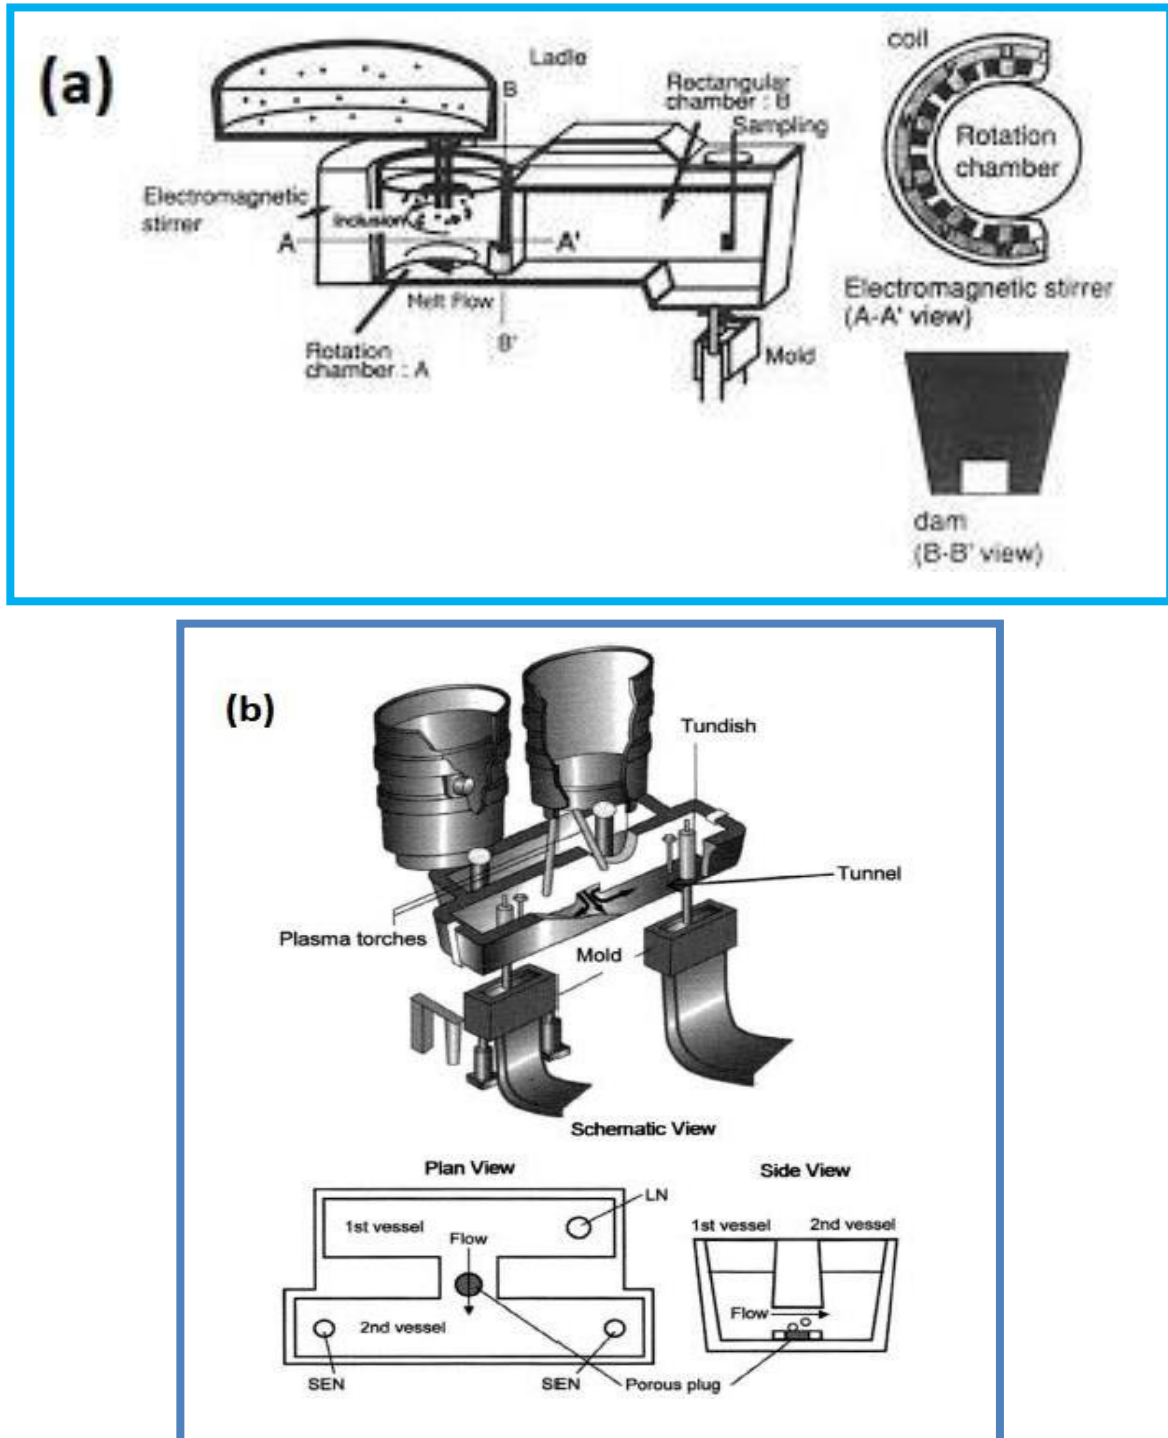 (a)
Ladle
B
Rectangular
chamber : B
Sampling
coil
Rotation
chamber
Electromagnetic
stirrer
Inclusion
A
A'
Melt Flow
B'
Rotation
chamber : A
Mold
Electromagnetic stirrer
(A-A' view)
dam
(B-B' view)
(b)
Tundish
Tunnel
Plasma torches
Mold
Schematic View
Plan View
Side View
LN
1st vessel
Flow
2nd vessel
SEN
SEN
1st vessel
2nd vessel
Flow
Porous plug